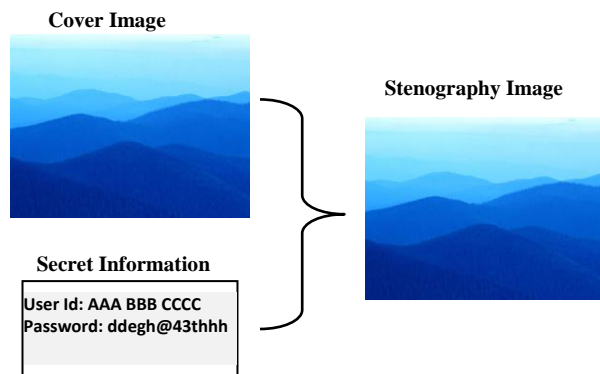 Cover Image
Stenography Image
Secret Information
User Id: AAA BBB CCCC
Password: ddegh@43thhh